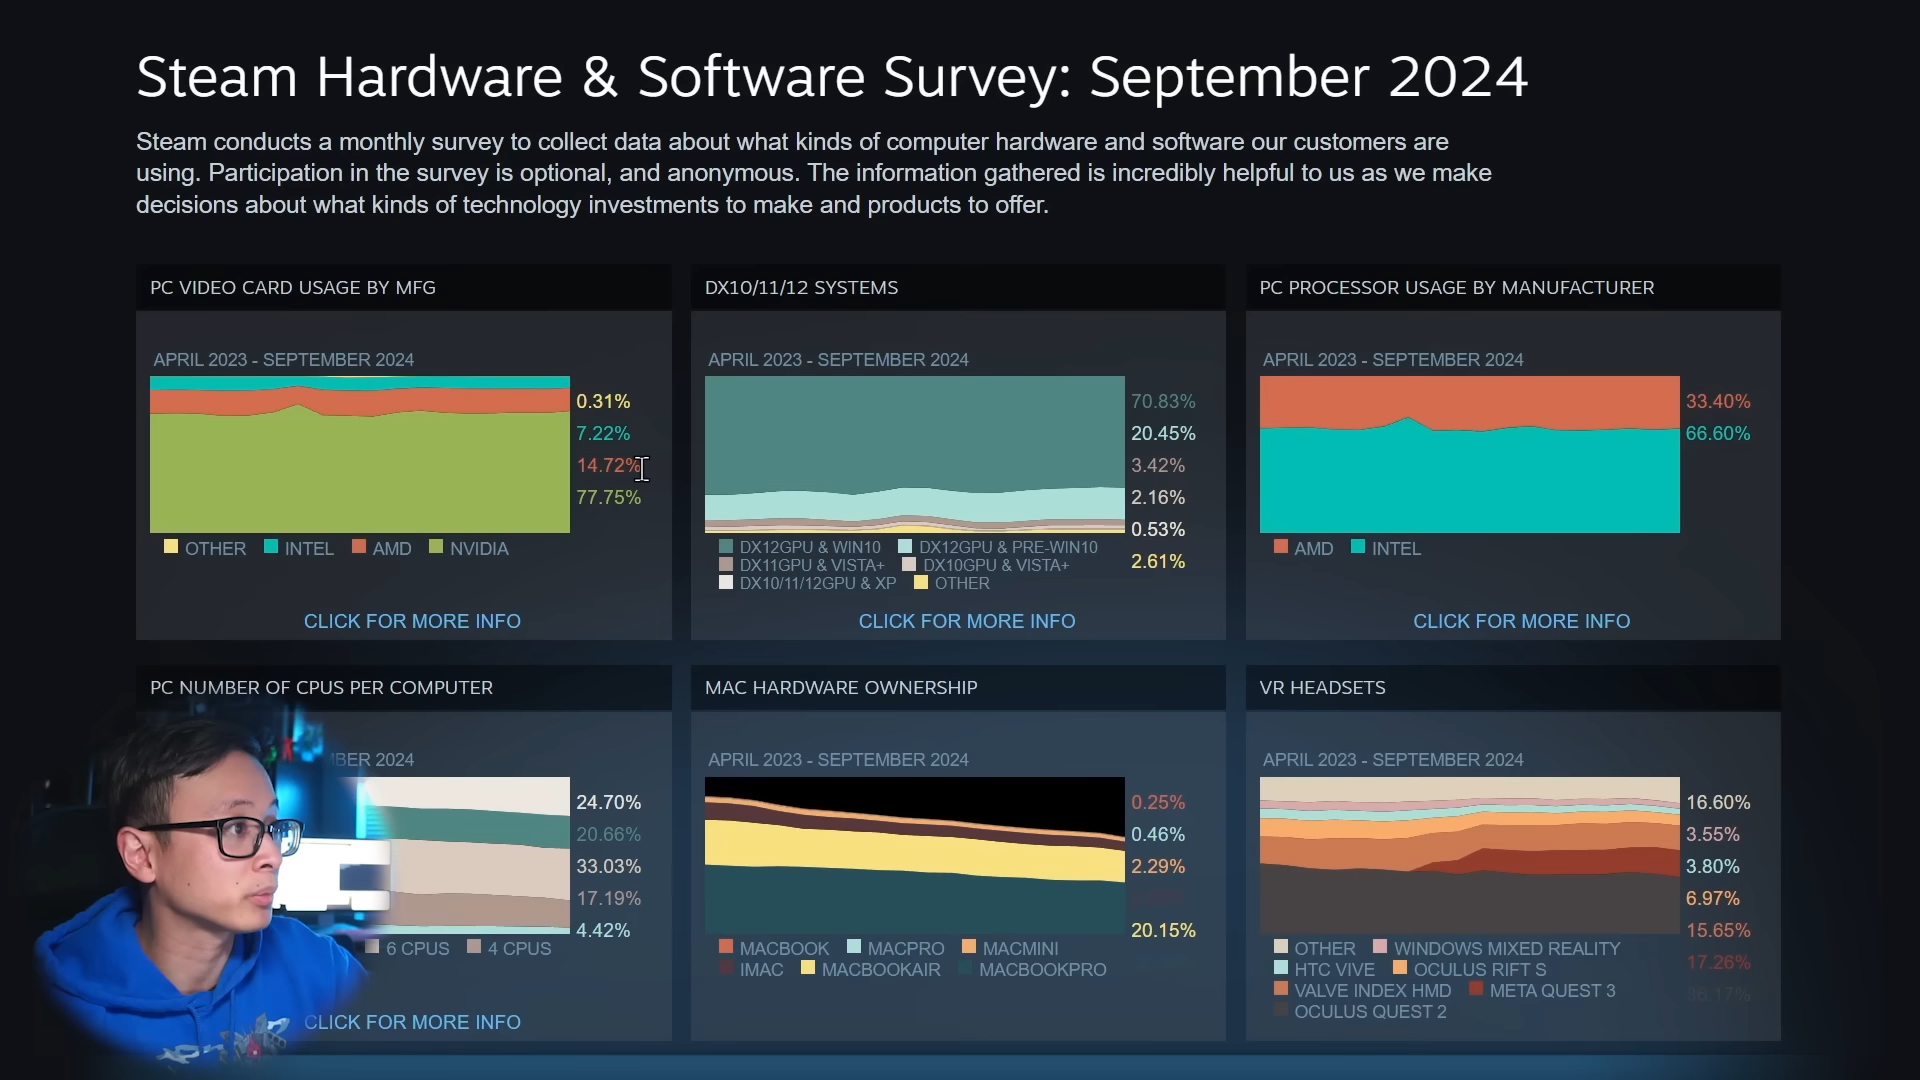 Steam Hardware & Software Survey: September 2024
Steam conducts a monthly survey to collect data about what kinds of computer hardware and software our customers are
using. Participation in the survey is optional, and anonymous. The information gathered is incredibly helpful to us as we make
decisions about what kinds of technology investments to make and products to offer.
PC VIDEO CARD USAGE BY MFG
APRIL 2023 - SEPTEMBER 2024
0.31%
7.22%
14.72%
77.75%
OTHER INTEL AMD NVIDIA
CLICK FOR MORE INFO
DX10/11/12 SYSTEMS
APRIL 2023 - SEPTEMBER 2024
70.83%
20.45%
3.42%
2.16%
0.53%
2.61%
DX12GPU & WIN10 DX12GPU & PRE-WIN10
DX11GPU & VISTA+ DX10GPU & VISTA+
DX10/11/12GPU & XP OTHER
CLICK FOR MORE INFO
PC PROCESSOR USAGE BY MANUFACTURER
APRIL 2023 - SEPTEMBER 2024
33.40%
66.60%
AMD INTEL
CLICK FOR MORE INFO
PC NUMBER OF CPUS PER COMPUTER
MBER 2024
24.70%
20.66%
33.03%
17.19%
4.42%
6 CPUS 4 CPUS
CLICK FOR MORE INFO
MAC HARDWARE OWNERSHIP
APRIL 2023 - SEPTEMBER 2024
0.25%
0.46%
2.29%
20.15%
MACBOOK MACPRO MACMINI
IMAC MACBOOKAIR MACBOOKPRO
VR HEADSETS
APRIL 2023 - SEPTEMBER 2024
16.60%
3.55%
3.80%
6.97%
15.65%
17.26%
36.17%
OTHER WINDOWS MIXED REALITY
HTC VIVE OCULUS RIFT S
VALVE INDEX HMD META QUEST 3
OCULUS QUEST 2